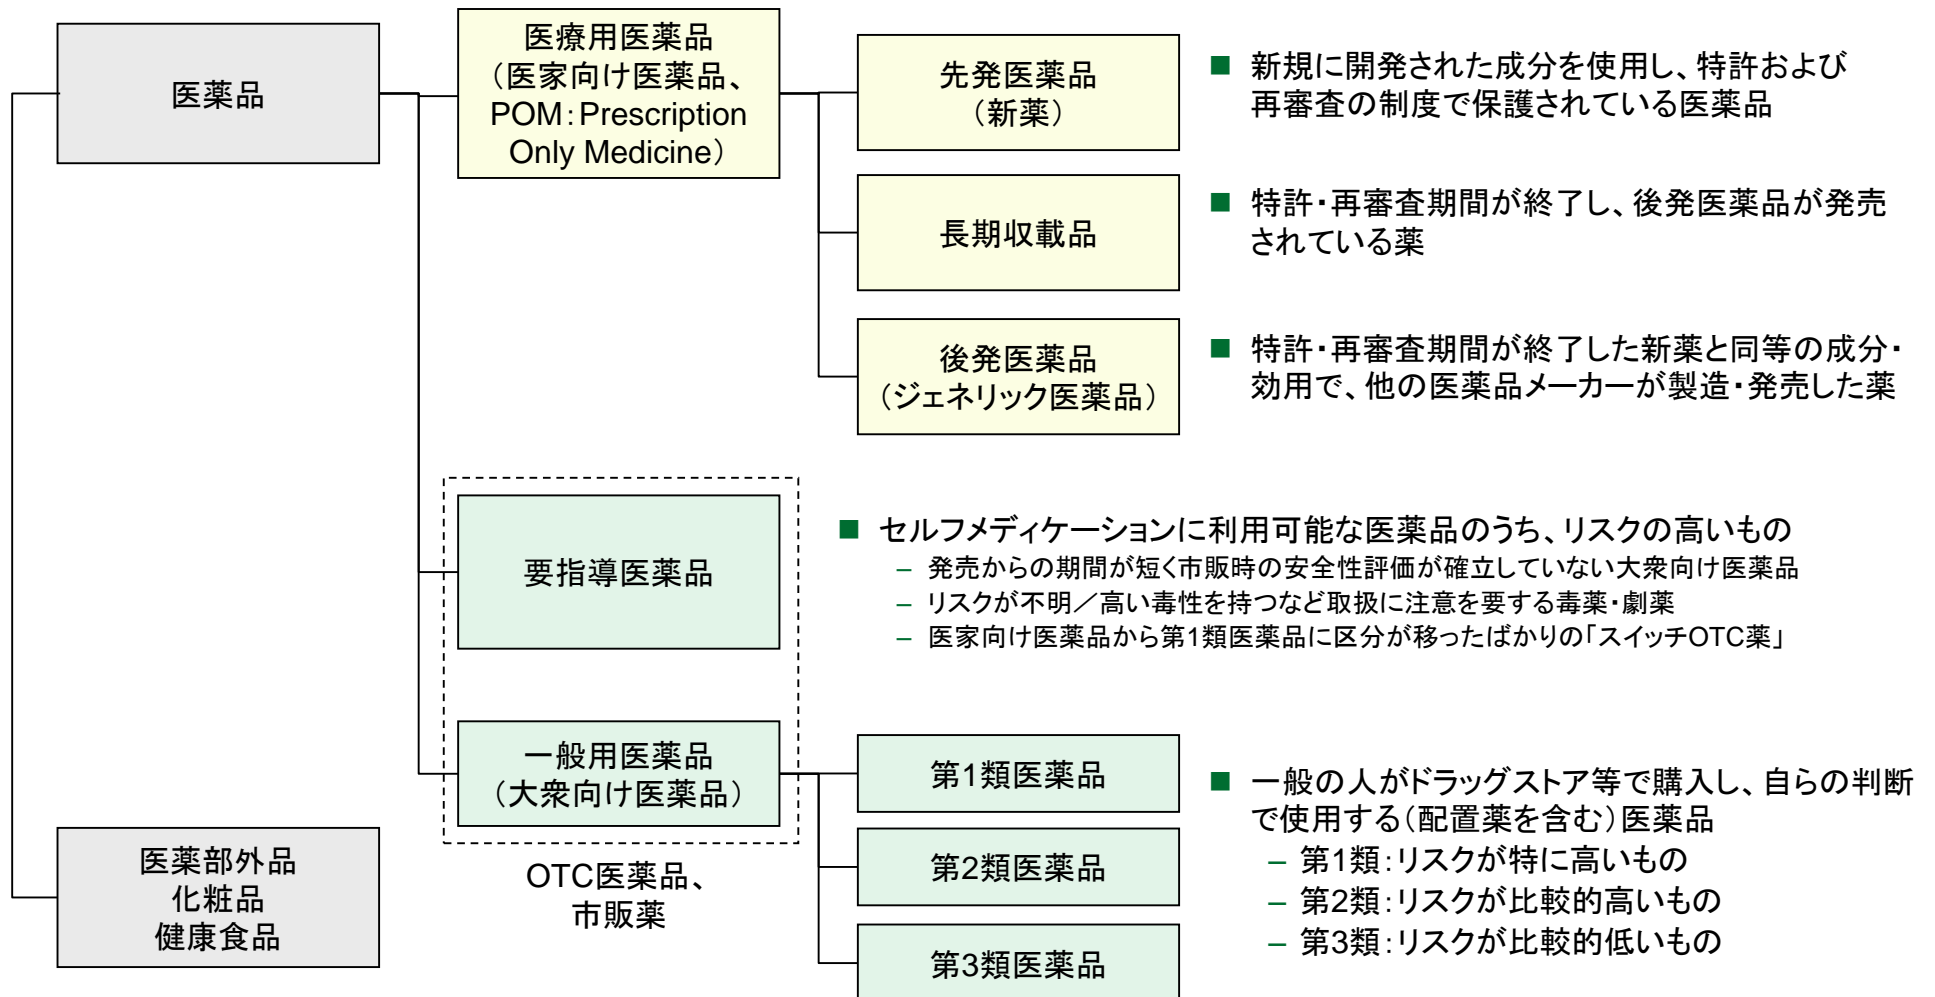 医薬品
医療用医薬品
（医家向け医薬品、
POM：Prescription
Only Medicine）
先発医薬品
（新薬）
■ 新規に開発された成分を使用し、特許および
再審査の制度で保護されている医薬品
長期収載品
■ 特許・再審査期間が終了し、後発医薬品が発売
されている薬
後発医薬品
（ジェネリック医薬品）
■ 特許・再審査期間が終了した新薬と同等の成分・
効用で、他の医薬品メーカーが製造・発売した薬
要指導医薬品
■ セルフメディケーションに利用可能な医薬品のうち、リスクの高いもの
– 発売からの期間が短く市販時の安全性評価が確立していない大衆向け医薬品
– リスクが不明／高い毒性を持つなど取扱に注意を要する毒薬・劇薬
– 医家向け医薬品から第1類医薬品に区分が移ったばかりの「スイッチOTC薬」
一般用医薬品
（大衆向け医薬品）
OTC医薬品、
市販薬
第1類医薬品
第2類医薬品
第3類医薬品
■ 一般の人がドラッグストア等で購入し、自らの判断
で使用する（配置薬を含む）医薬品
– 第1類：リスクが特に高いもの
– 第2類：リスクが比較的高いもの
– 第3類：リスクが比較的低いもの
医薬部外品
化粧品
健康食品